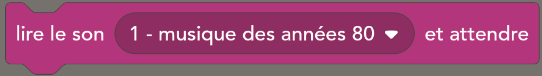 lire le son 1 - musique des années 80 et attendre